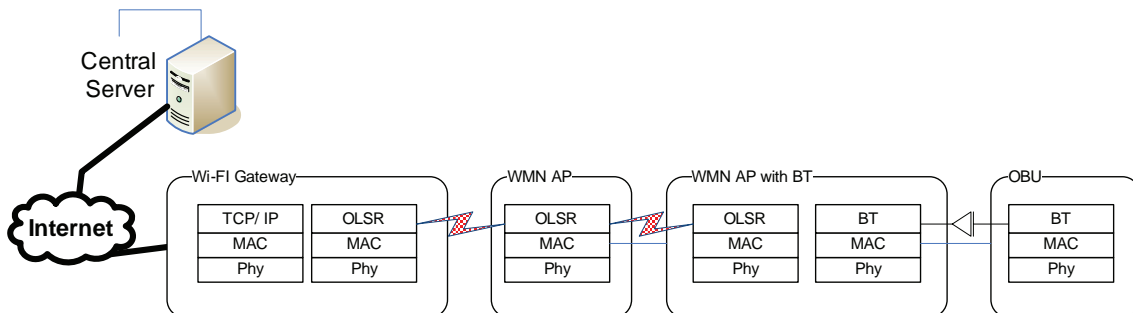 Central
Server
Internet
Wi-FI Gateway
WMN AP
WMN AP with BT
OBU
TCP/ IP
OLSR
OLSR
OLSR
BT
BT
MAC
MAC
MAC
MAC
MAC
MAC
Phy
Phy
Phy
Phy
Phy
Phy